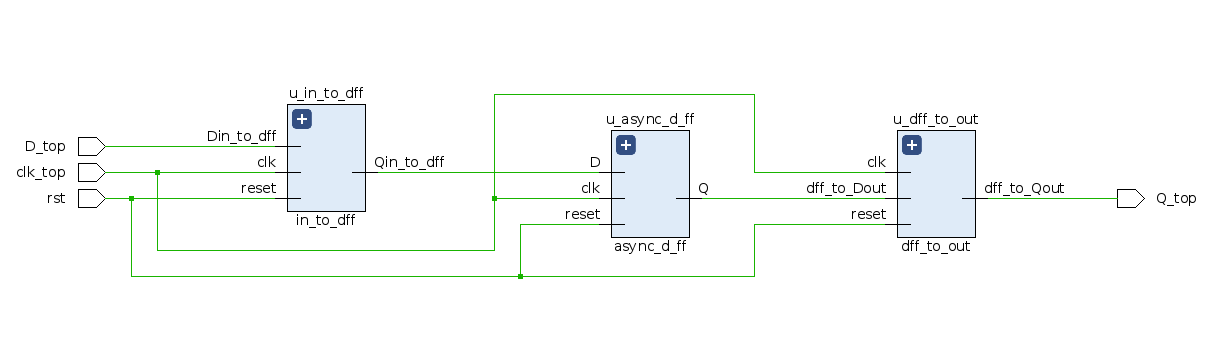 u_in_to_dff
D_top
Din_to_dff
clk_top
clk
Qin_to_dff
rst
reset
in_to_dff
u_async_d_ff
D
clk
Q
reset
async_d_ff
u_dff_to_out
clk
dff_to_Dout
dff_to_Qout
reset
dff_to_out
Q_top